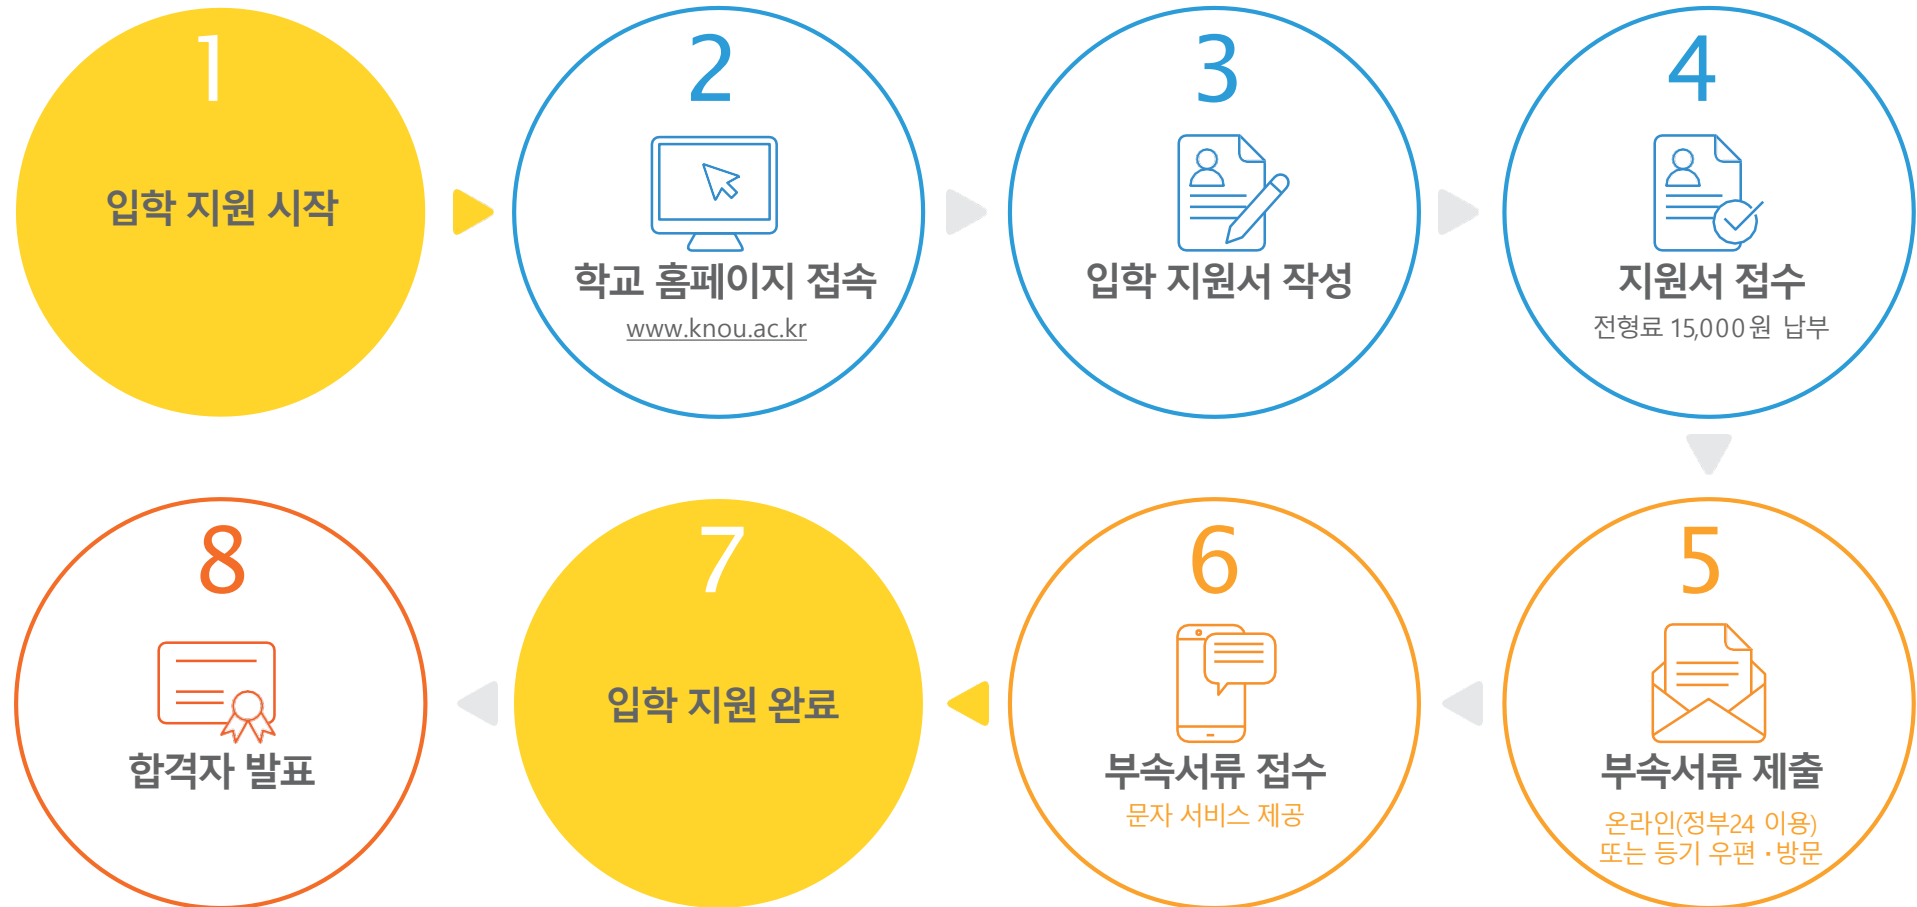 1
입학 지원 시작
2
학교 홈페이지 접속
www.knou.ac.kr
3
입학 지원서 작성
4
지원서 접수
전형료 15,000원 납부
5
부속서류 제출
온라인(정부24 이용)
또는 등기 우편·방문
6
부속서류 접수
문자 서비스 제공
7
입학 지원 완료
8
합격자 발표